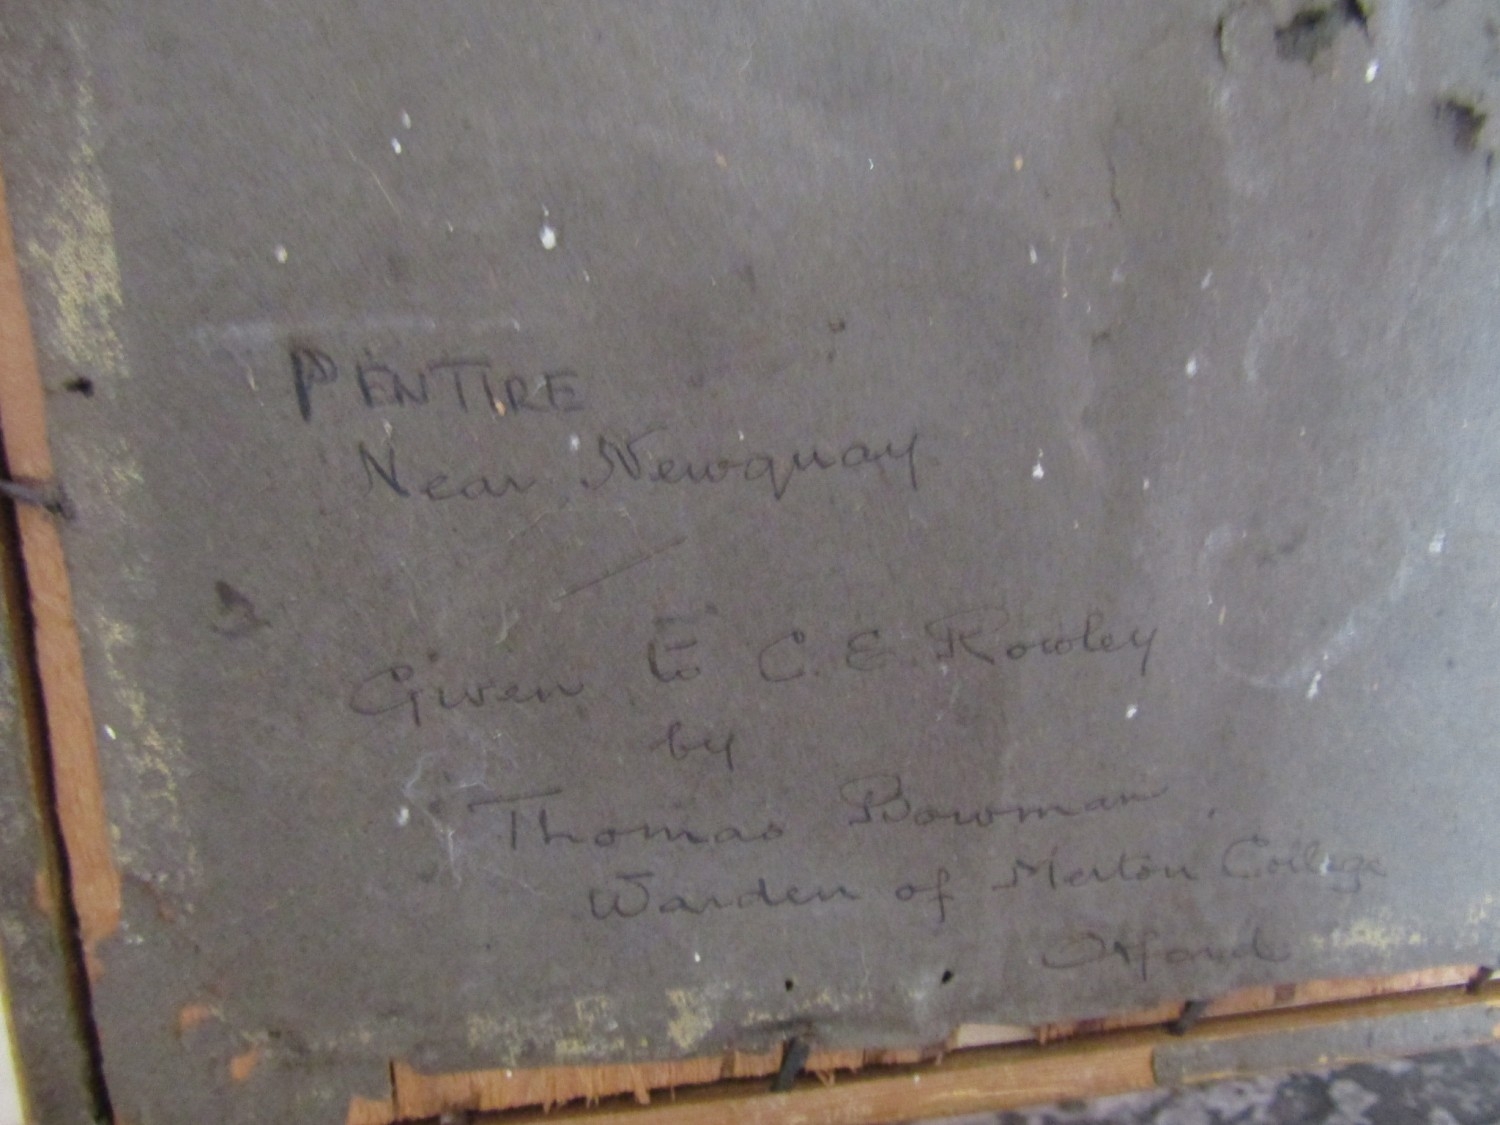 PENTIRE
Near Newquay
Given to C. E. Rowley
by
Thomas Bowman.
Warden of Merton College
Oxford